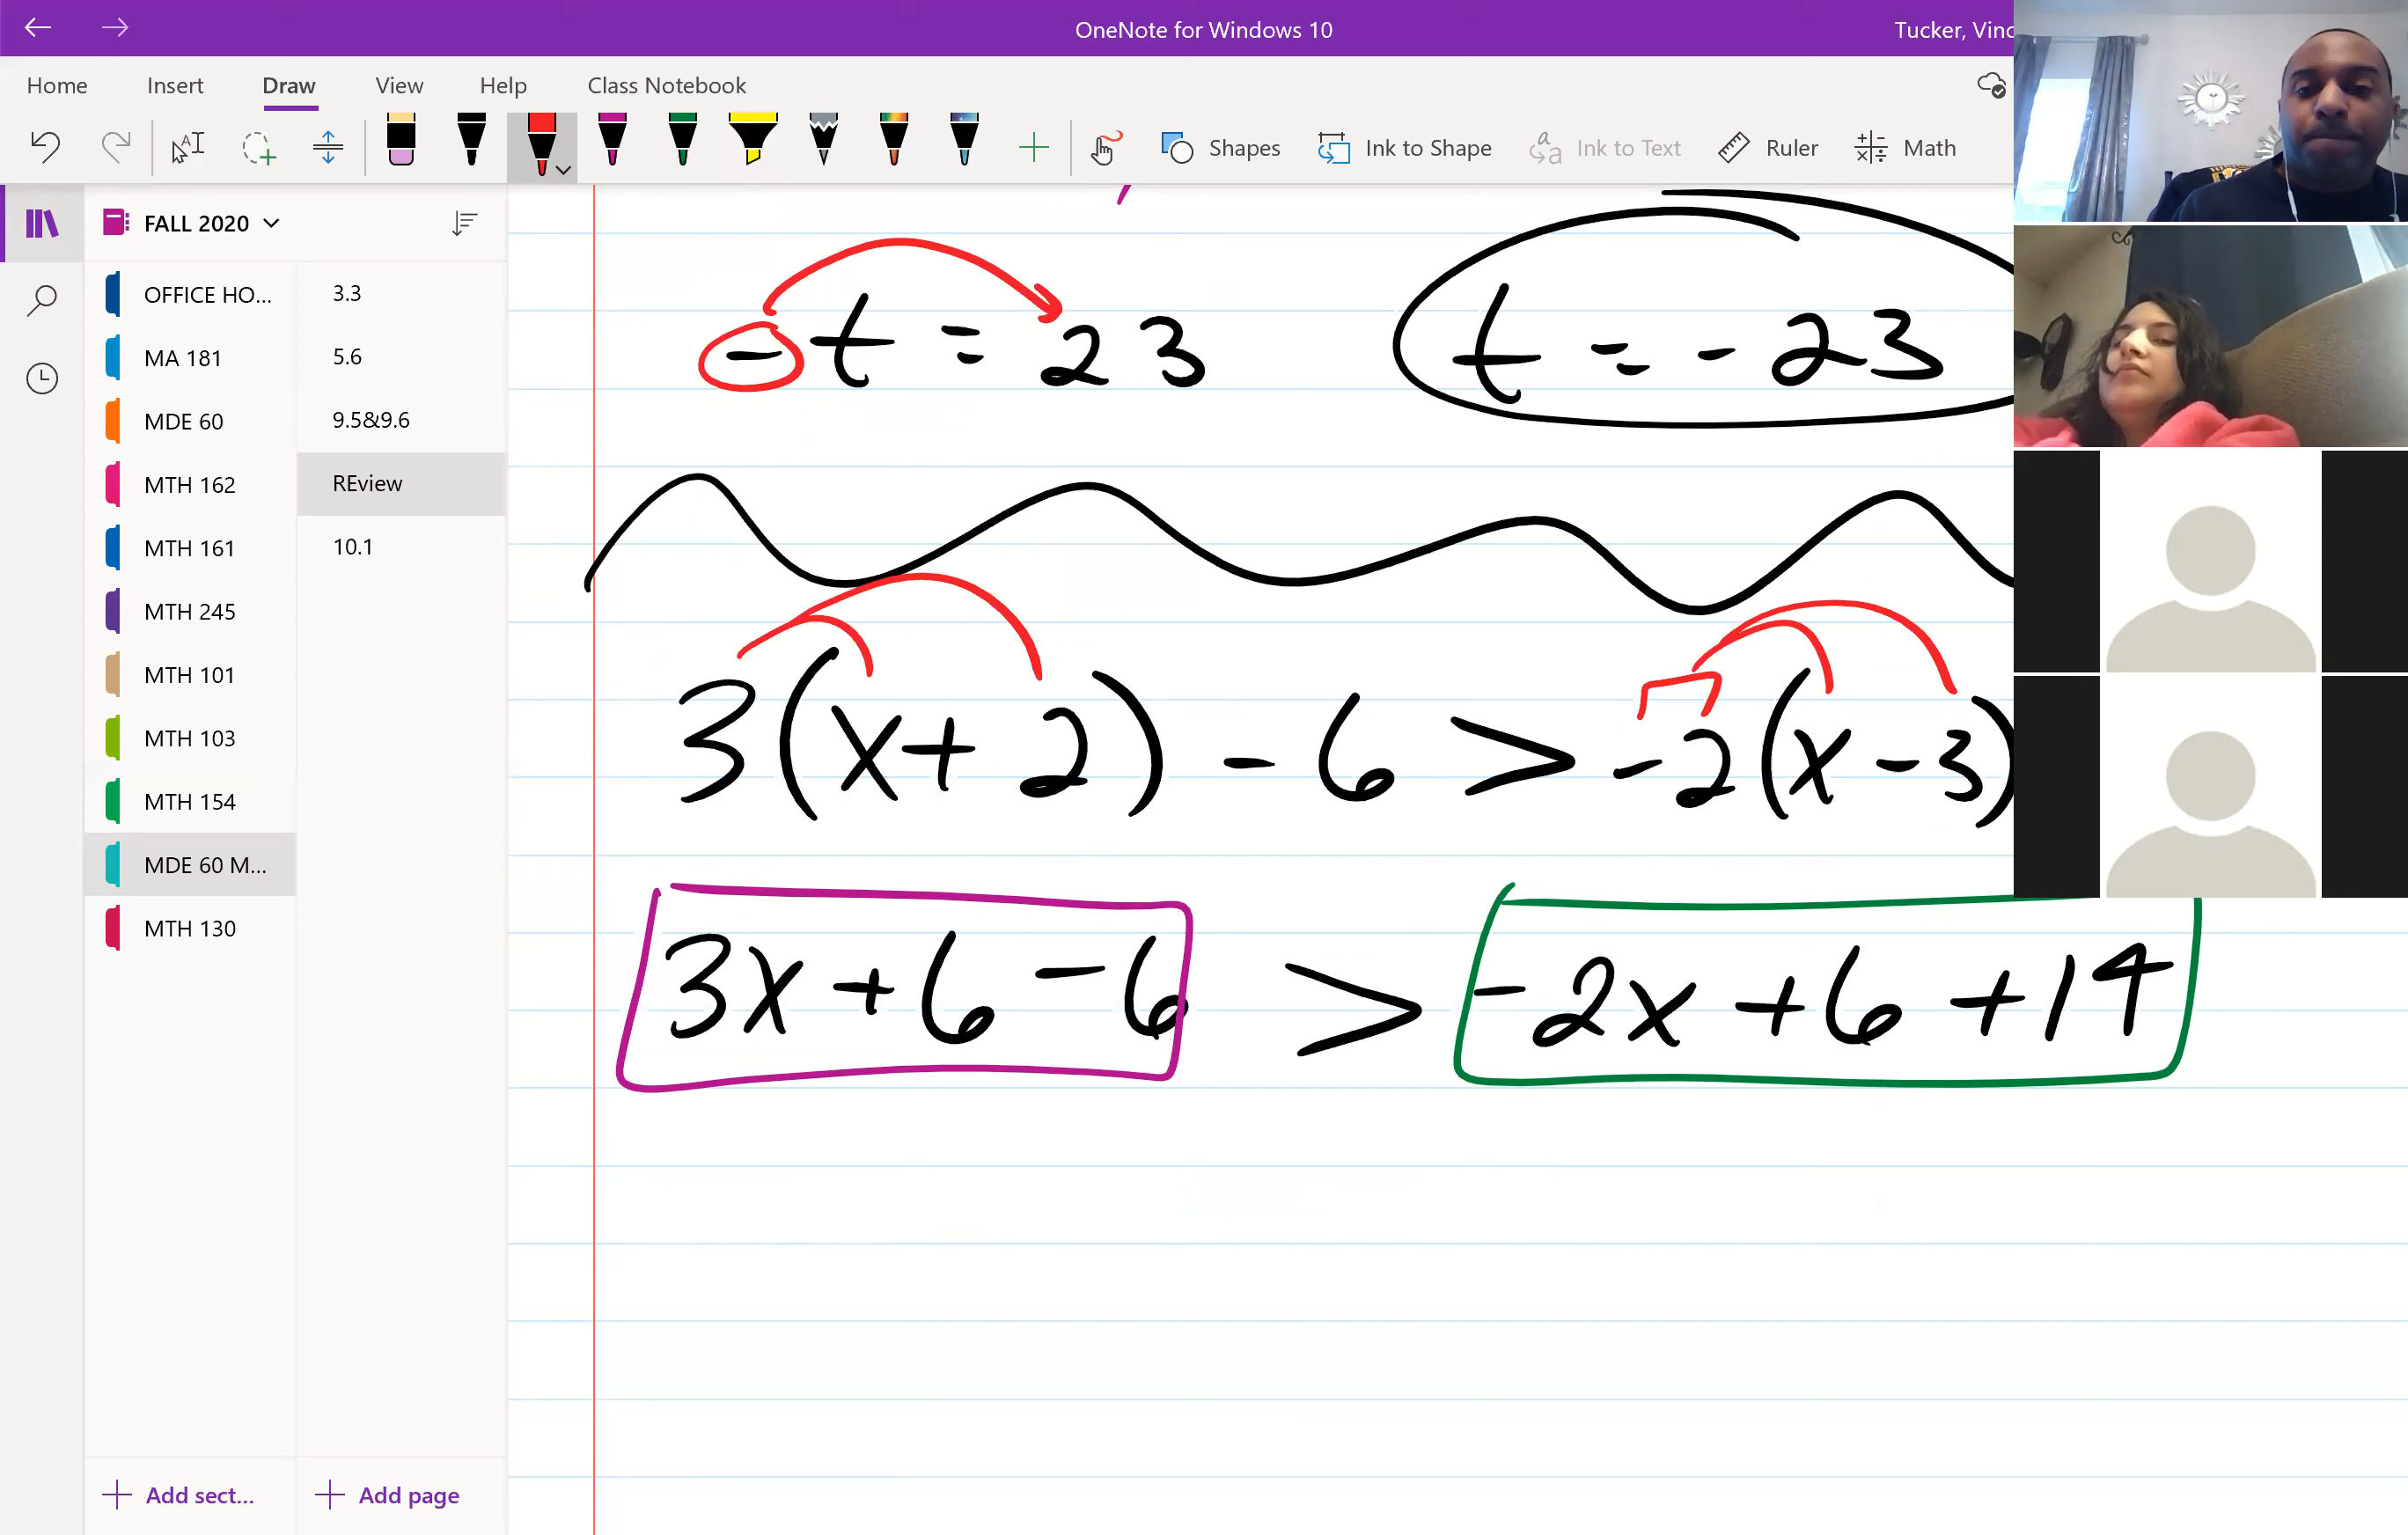 OneNote for Windows 10
Tucker, Vinc
Home Insert Draw View Help Class Notebook
Shapes Ink to Shape Ink to Text Ruler Math
FALL 2020
OFFICE HO...
MA 181
MDE 60
MTH 162
MTH 161
MTH 245
MTH 101
MTH 103
MTH 154
MDE 60 M...
MTH 130
Add sect...
3.3
5.6
9.5&9.6
REview
10.1
Add page
-t = 23
t = -23
3(x+2) - 6 > -2(x-3)
3x+6-6 > -2x+6+14